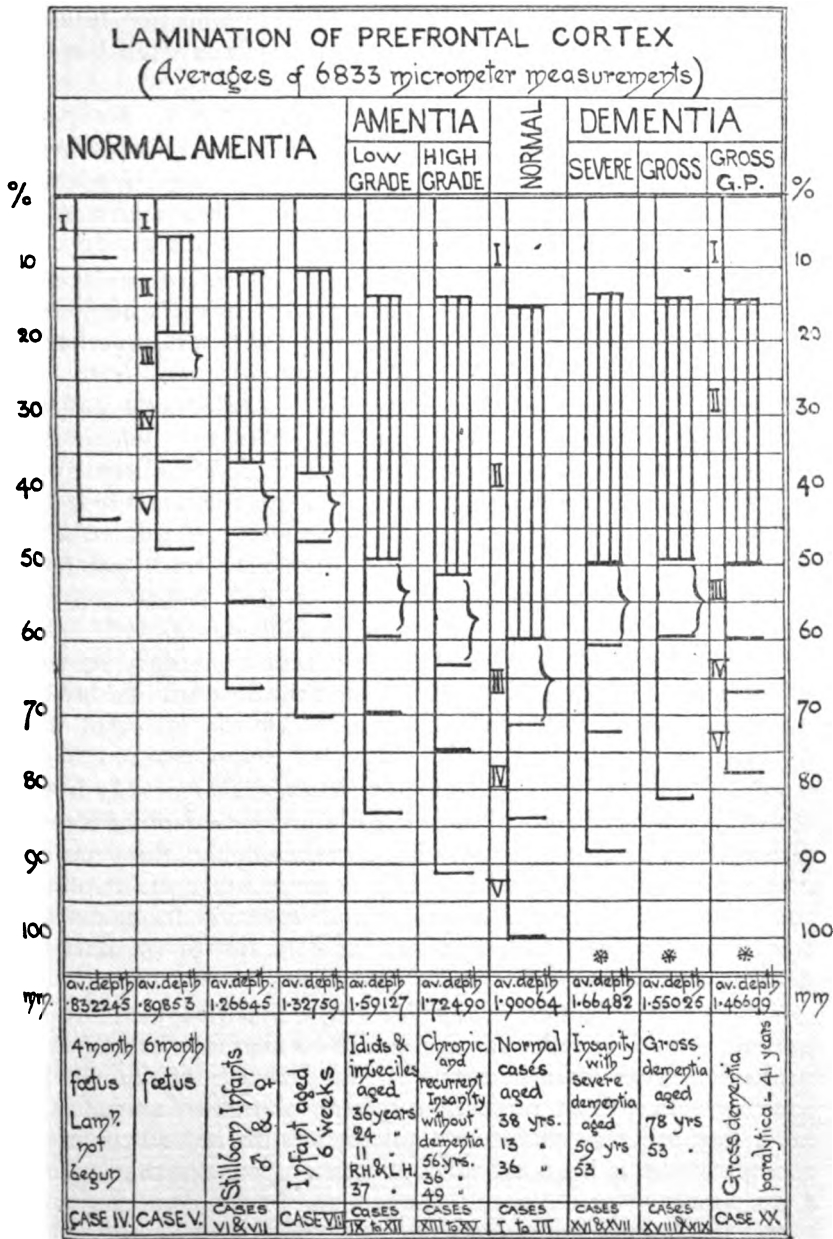 LAMINATION OF PREFRONTAL CORTEX
(Averages of 6833 micrometer measurements)
NORMAL AMENTIA
AMENTIA
LOW GRADE
HIGH GRADE
NORMAL
DEMENTIA
SEVERE
GROSS
GROSS G.P.
% %
I I I I
10 10
II
20 20
III
30 II 30
IV
40 II 40
V
50 50
III
60 60
III IV
70 70
V
80 IV 80
90 90
V
100 * * * 100
mm. av. depth av. depth av. depth. av. depth av. depth av. depth av. depth av. depth av. depth av. depth mm
·832245 ·89853 1·26645 1·32759 1·59127 1·72490 1·90064 1·66482 1·55025 1·46699
4 month
fœtus
Lamn.
not
begun
CASE IV.
6 month
fœtus
CASE V.
Stillborn Infants
♂ & ♀
CASES
VI & VII
Infant aged
6 weeks
CASE VIII
Idiots &
imbeciles
aged
36 years
24 "
11 "
R.H. & L.H.
37 "
CASES
IX to XII
Chronic
and
recurrent
Insanity
without
dementia
56 yrs.
36 "
49 "
CASES
XIII to XV
Normal
cases
aged
38 yrs.
13 "
36 "
CASES
I to III
Insanity
with
severe
dementia
aged
59 yrs
53 "
CASES
XVI & XVII
Gross
dementia
aged
78 yrs
53 "
CASES
XVIII & XIX
Gross dementia
paralytica = 41 years
CASE XX.